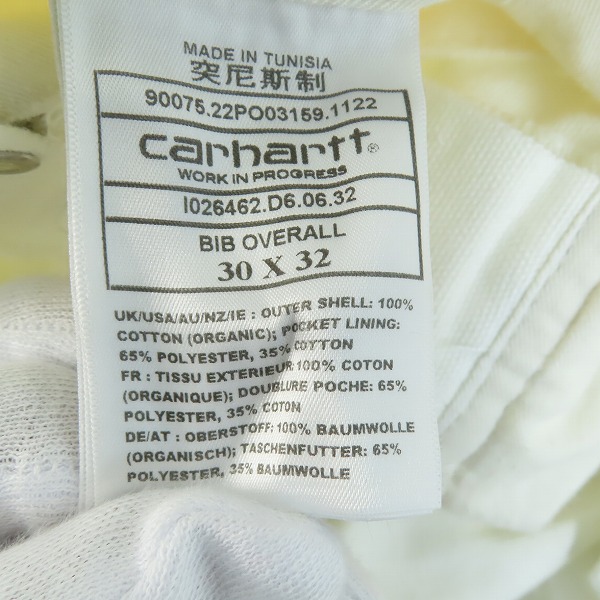 MADE IN TUNISIA
突尼斯制
90075.22PO03159.1122
carhartt®
WORK IN PROGRESS
I026462.D6.06.32
BIB OVERALL
30 X 32
UK/USA/AU/NZ/IE : OUTER SHELL: 100%
COTTON (ORGANIC); POCKET LINING:
65% POLYESTER, 35% COTTON
FR : TISSU EXTERIEUR:100% COTON
(ORGANIQUE); DOUBLURE POCHE: 65%
POLYESTER, 35% COTON
DE/AT : OBERSTOFF: 100% BAUMWOLLE
(ORGANISCH); TASCHENFUTTER: 65%
POLYESTER, 35% BAUMWOLLE